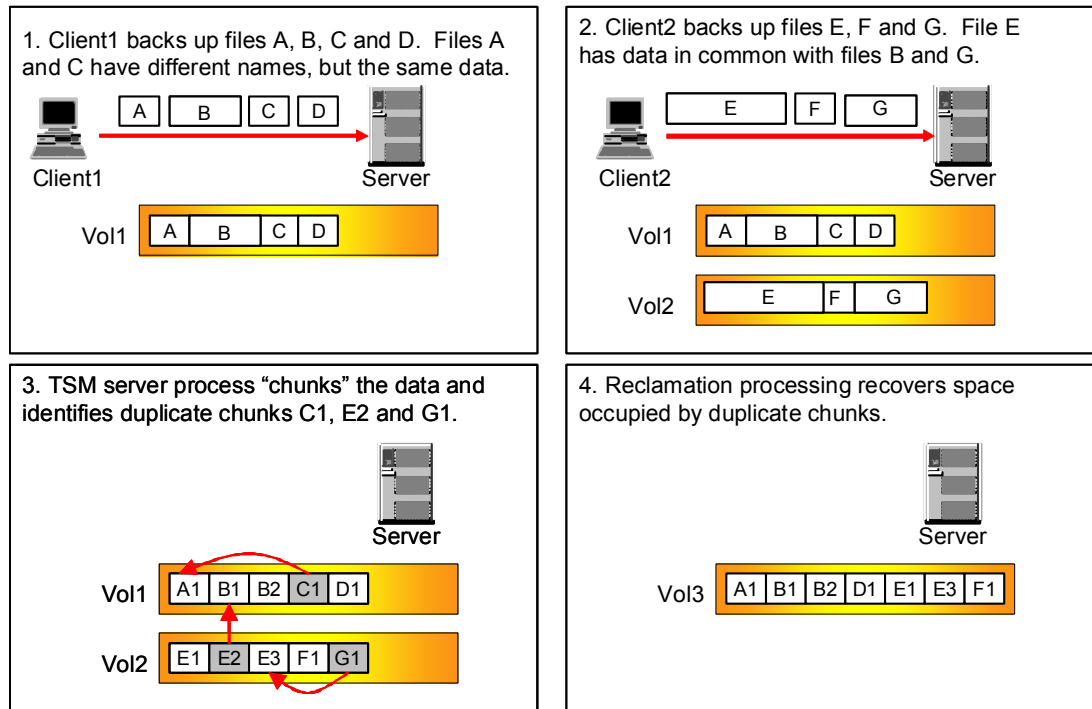 1. Client1 backs up files A, B, C and D. Files A
and C have different names, but the same data.
A B C D
Client1 Server
Vol1 A B C D
2. Client2 backs up files E, F and G. File E
has data in common with files B and G.
E F G
Client2 Server
Vol1 A B C D
Vol2 E F G
3. TSM server process “chunks” the data and
identifies duplicate chunks C1, E2 and G1.
Server
Vol1 A1 B1 B2 C1 D1
Vol2 E1 E2 E3 F1 G1
4. Reclamation processing recovers space
occupied by duplicate chunks.
Server
Vol3 A1 B1 B2 D1 E1 E3 F1